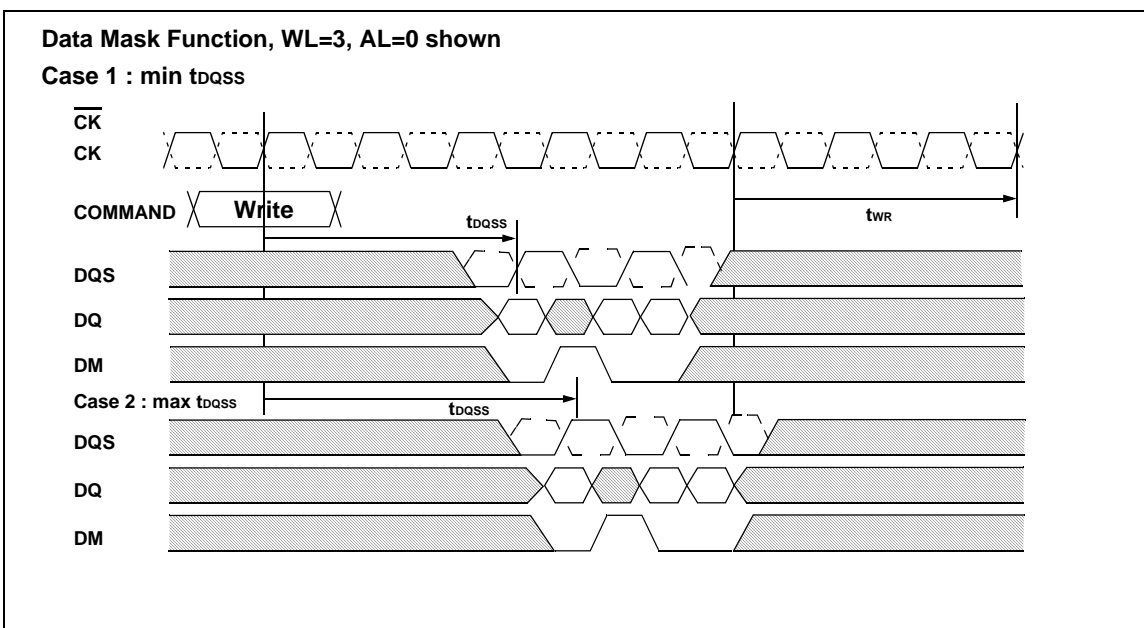 Data Mask Function, WL=3, AL=0 shown
Case 1 : min tDQSS
CK
CK
COMMAND
Write
tDQSS
tWR
DQS
DQ
DM
Case 2 : max tDQSS
tDQSS
DQS
DQ
DM